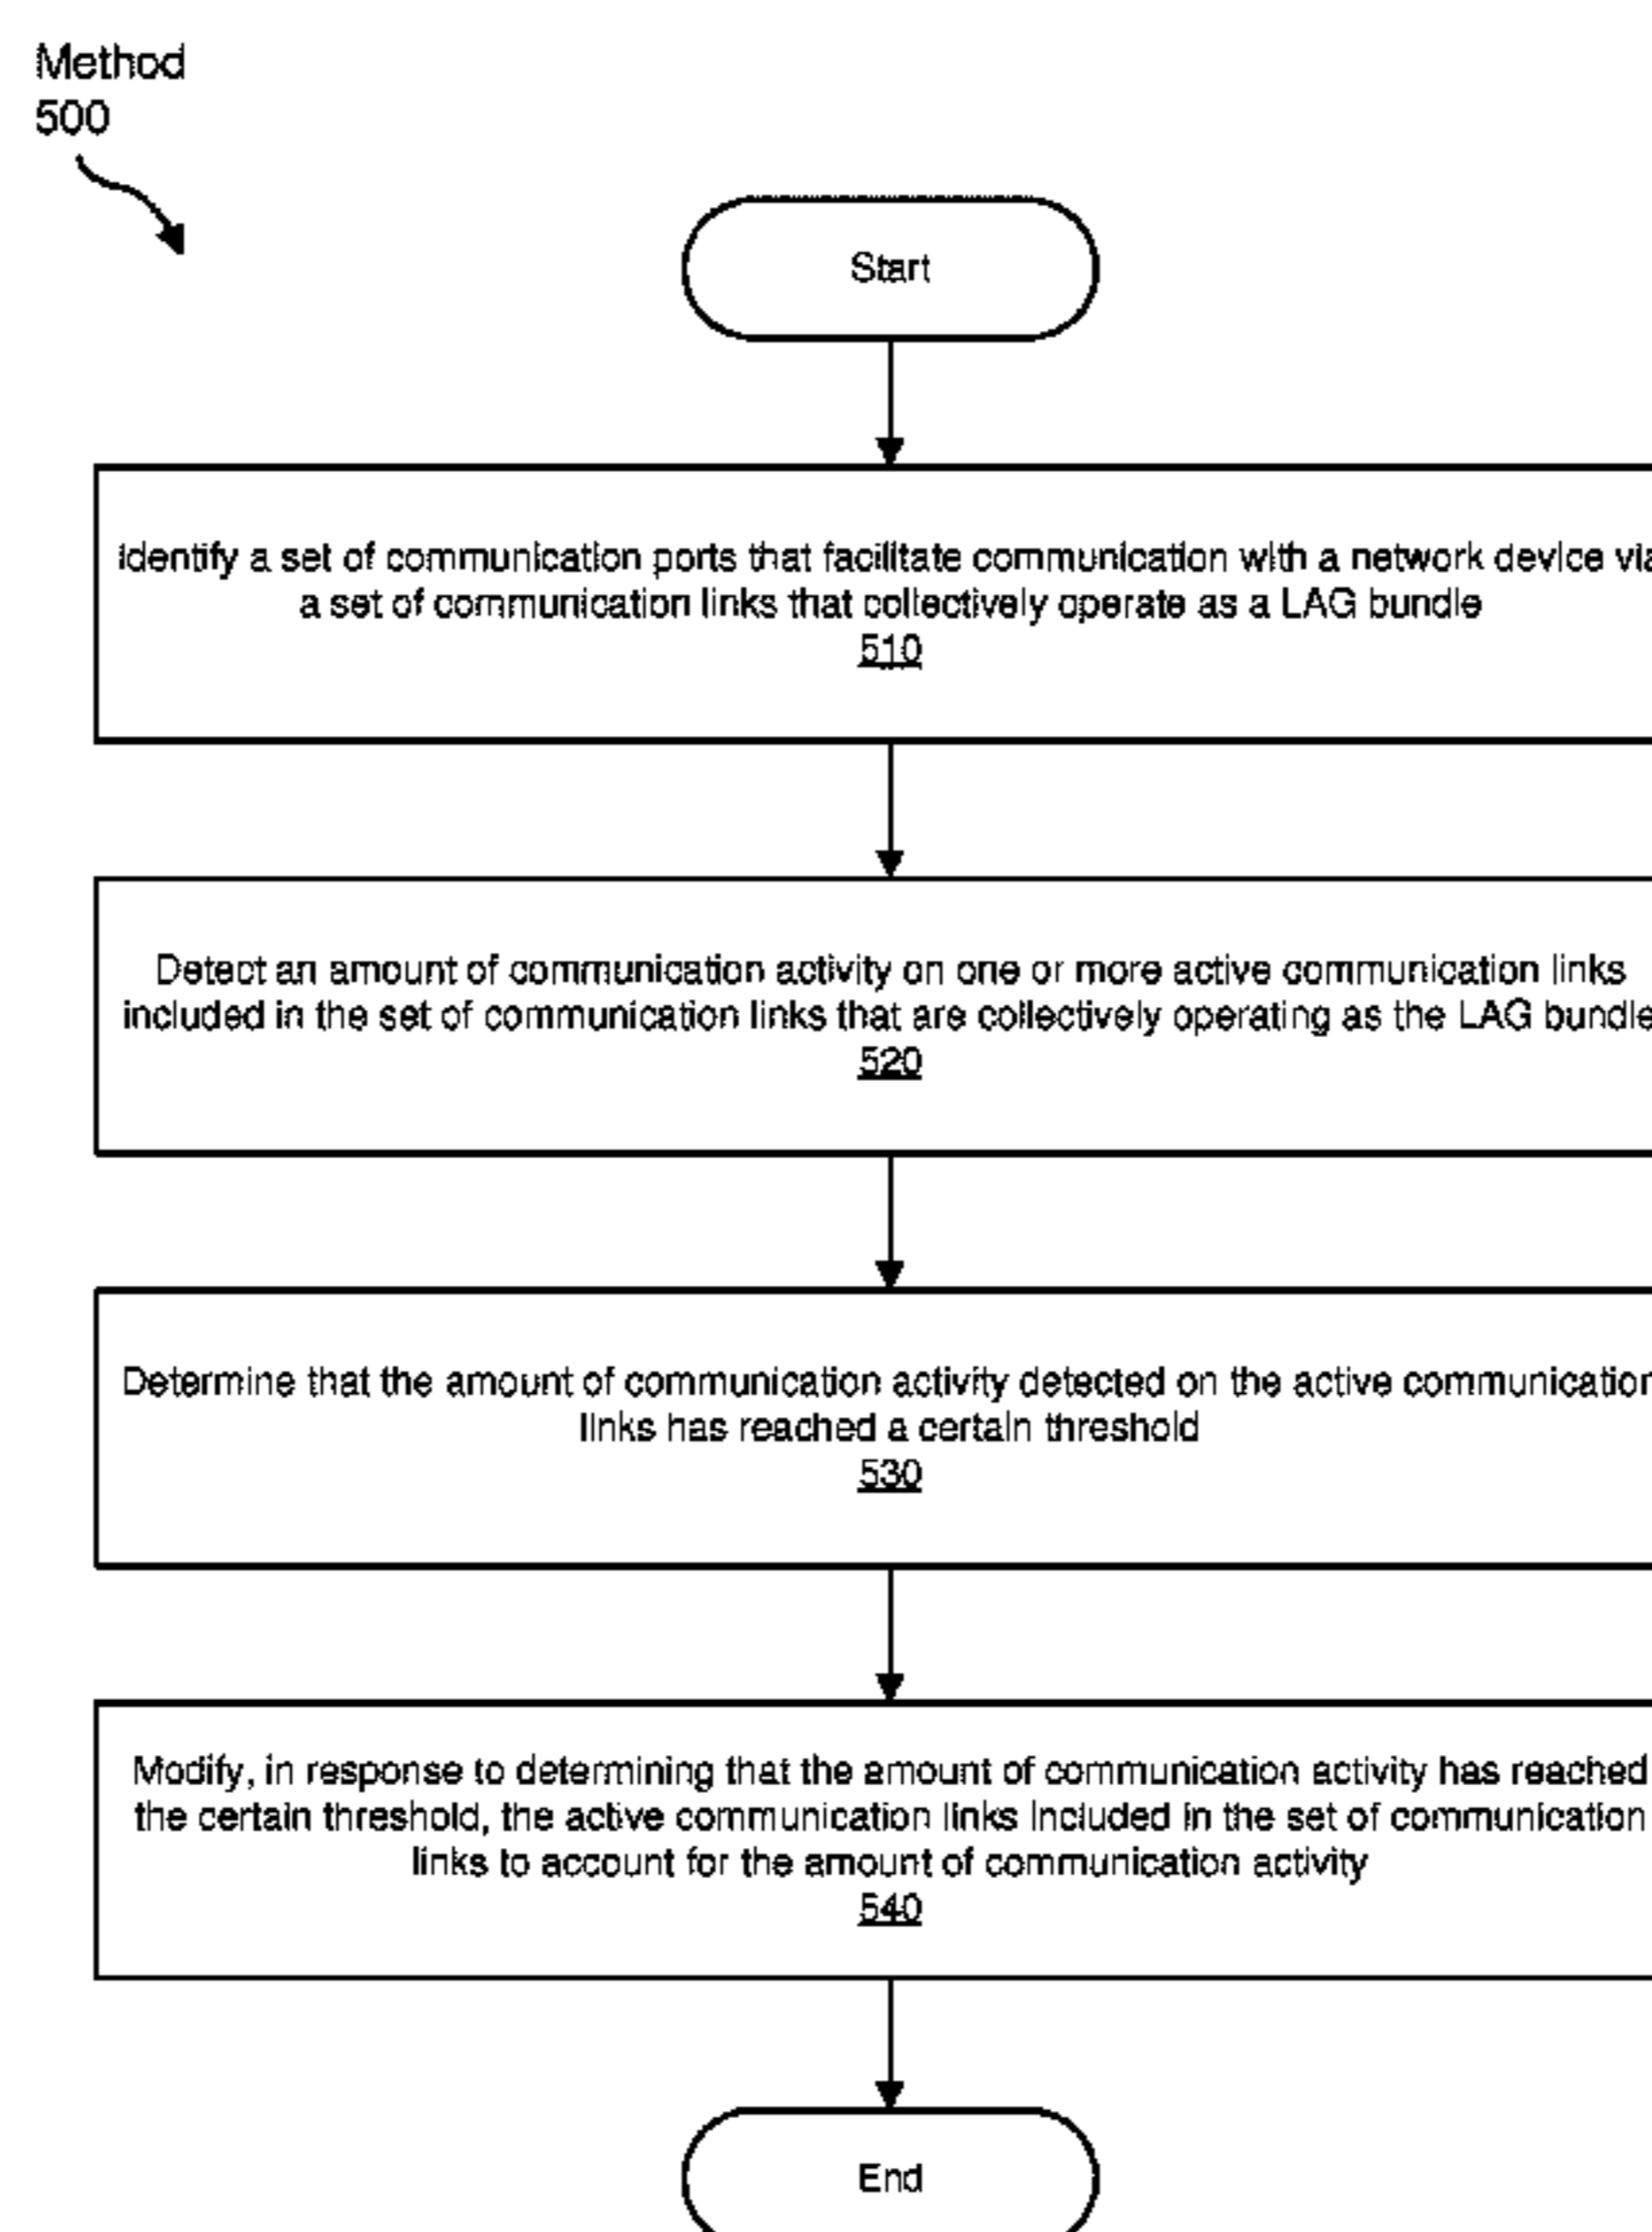 Method
500
Start
Identify a set of communication ports that facilitate communication with a network device via
a set of communication links that collectively operate as a LAG bundle
510
Detect an amount of communication activity on one or more active communication links
included in the set of communication links that are collectively operating as the LAG bundle
520
Determine that the amount of communication activity detected on the active communication
links has reached a certain threshold
530
Modify, in response to determining that the amount of communication activity has reached
the certain threshold, the active communication links included in the set of communication
links to account for the amount of communication activity
540
End